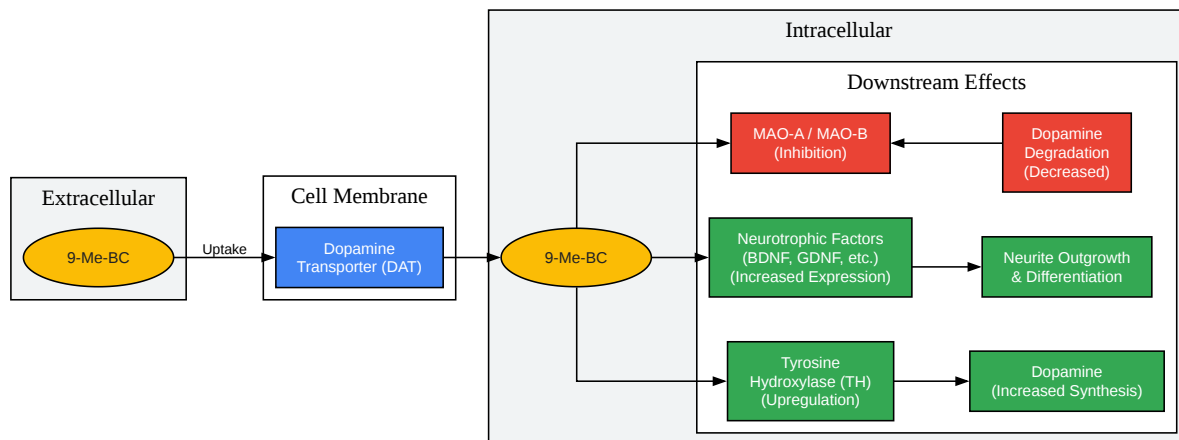 Intracellular
Downstream Effects
MAO-A / MAO-B
(Inhibition)
Dopamine
Degradation
(Decreased)
Extracellular
9-Me-BC
Uptake
Cell Membrane
Dopamine
Transporter (DAT)
9-Me-BC
Neurotrophic Factors
(BDNF, GDNF, etc.)
(Increased Expression)
Neurite Outgrowth
& Differentiation
Tyrosine
Hydroxylase (TH)
(Upregulation)
Dopamine
(Increased Synthesis)